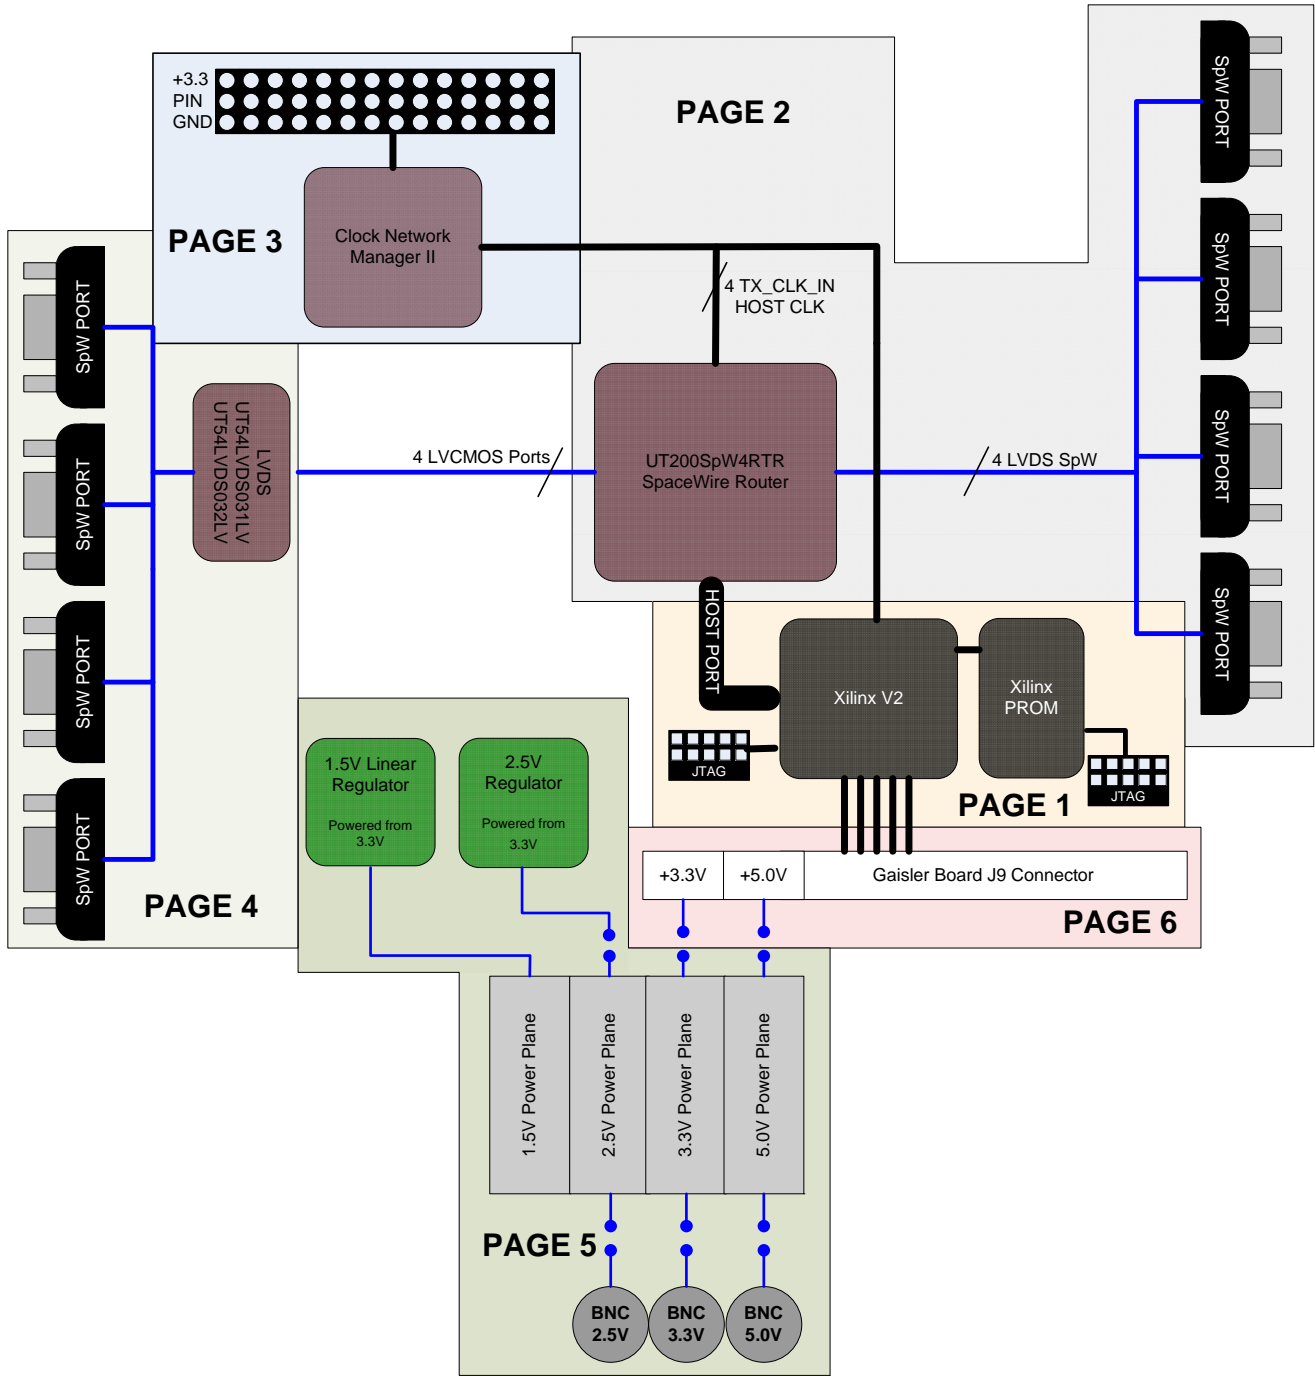 +3.3
PIN
GND
PAGE 2
PAGE 3
Clock Network
Manager II
4 TX_CLK_IN
HOST CLK
SpW PORT
SpW PORT
SpW PORT
SpW PORT
SpW PORT
SpW PORT
SpW PORT
SpW PORT
LVDS
UT54LVDS031LV
UT54LVDS032LV
4 LVCMOS Ports
UT200SpW4RTR
SpaceWire Router
4 LVDS SpW
HOST PORT
Xilinx V2
Xilinx
PROM
JTAG
JTAG
PAGE 1
1.5V Linear
Regulator
Powered from
3.3V
2.5V
Regulator
Powered from
3.3V
+3.3V
+5.0V
Gaisler Board J9 Connector
PAGE 4
PAGE 6
1.5V Power Plane
2.5V Power Plane
3.3V Power Plane
5.0V Power Plane
PAGE 5
BNC
2.5V
BNC
3.3V
BNC
5.0V